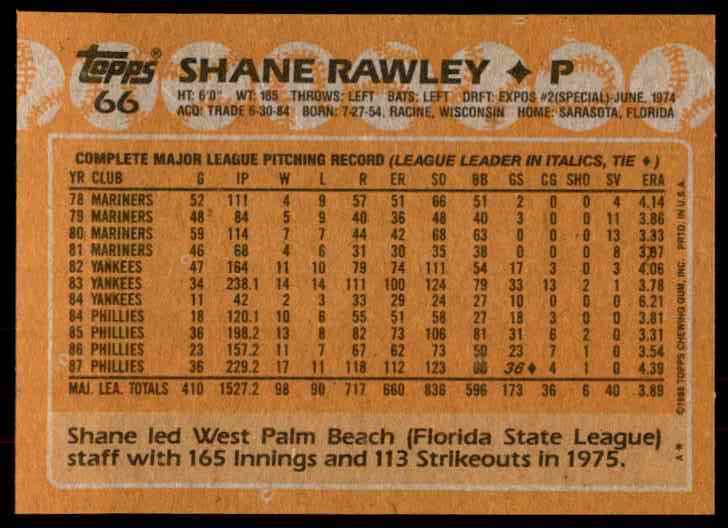 Topps®
66
SHANE RAWLEY ✦ P
HT: 6'0" WT: 185 THROWS: LEFT BATS: LEFT DRFT: EXPOS #2(SPECIAL)-JUNE, 1974
ACQ: TRADE 6-30-84 BORN: 7-27-54, RACINE, WISCONSIN HOME: SARASOTA, FLORIDA
COMPLETE MAJOR LEAGUE PITCHING RECORD (LEAGUE LEADER IN ITALICS, TIE ♦)
YR CLUB G IP W L R ER SO BB GS CG SHO SV ERA
78 MARINERS 52 111 4 9 57 51 66 51 2 0 0 4 4.14
79 MARINERS 48 84 5 9 40 36 48 40 3 0 0 11 3.86
80 MARINERS 59 114 7 7 44 42 68 63 0 0 0 13 3.33
81 MARINERS 46 68 4 6 31 30 35 38 0 0 0 8 3.97
82 YANKEES 47 164 11 10 79 74 111 54 17 3 0 3 4.06
83 YANKEES 34 238.1 14 14 111 100 124 79 33 13 2 1 3.78
84 YANKEES 11 42 2 3 33 29 24 27 10 0 0 0 6.21
84 PHILLIES 18 120.1 10 6 55 51 58 27 18 3 0 0 3.81
85 PHILLIES 36 198.2 13 8 82 73 106 81 31 6 2 0 3.31
86 PHILLIES 23 157.2 11 7 67 62 73 50 23 7 1 0 3.54
87 PHILLIES 36 229.2 17 11 118 112 123 36♦ 4 1 0 4.39
MAJ. LEA. TOTALS 410 1527.2 98 90 717 660 836 596 173 36 6 40 3.89
Shane led West Palm Beach (Florida State League)
staff with 165 Innings and 113 Strikeouts in 1975.
©1988 TOPPS CHEWING GUM, INC. PRTD. IN U.S.A.
A *